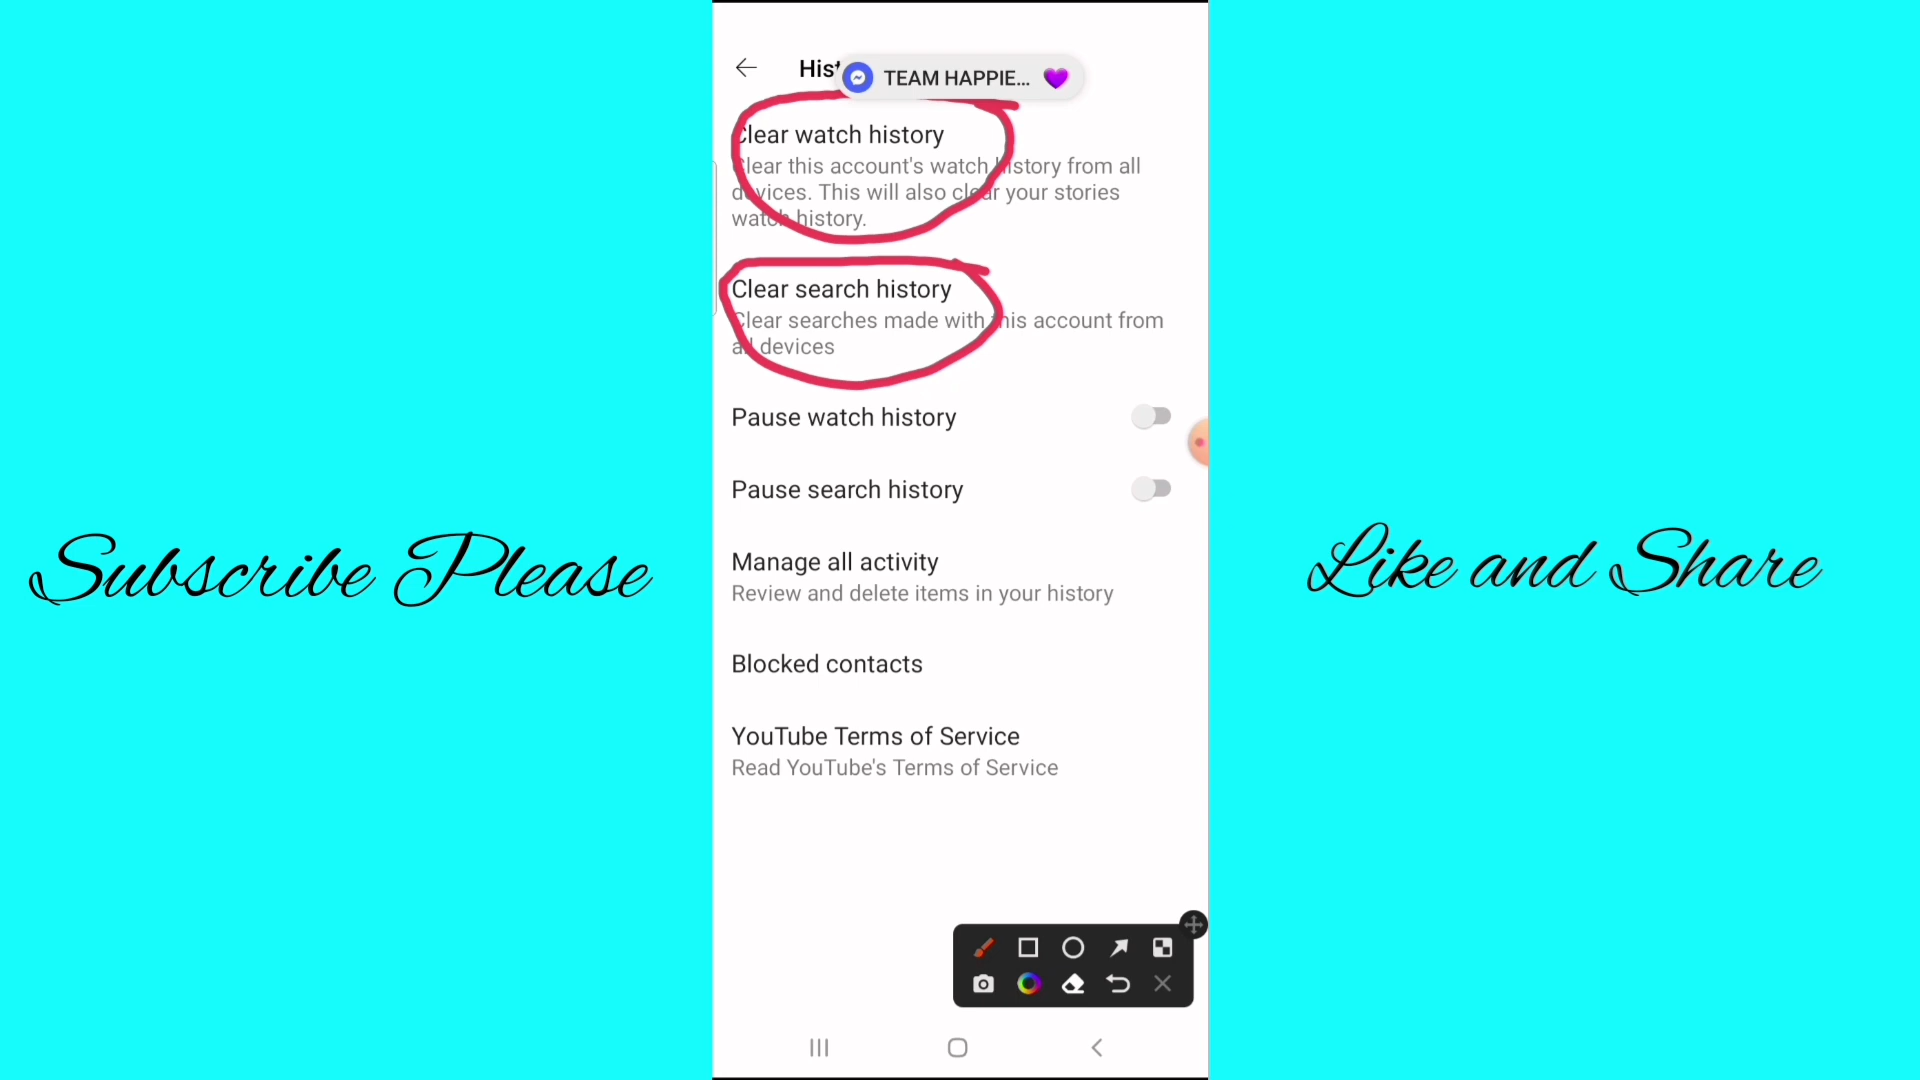 His
TEAM HAPPIE... 💜
Clear watch history
Clear this account's watch history from all
devices. This will also clear your stories
watch history.
Clear search history
Clear searches made with this account from
all devices
Pause watch history
Pause search history
Manage all activity
Review and delete items in your history
Blocked contacts
YouTube Terms of Service
Read YouTube's Terms of Service
Subscribe Please
Like and Share